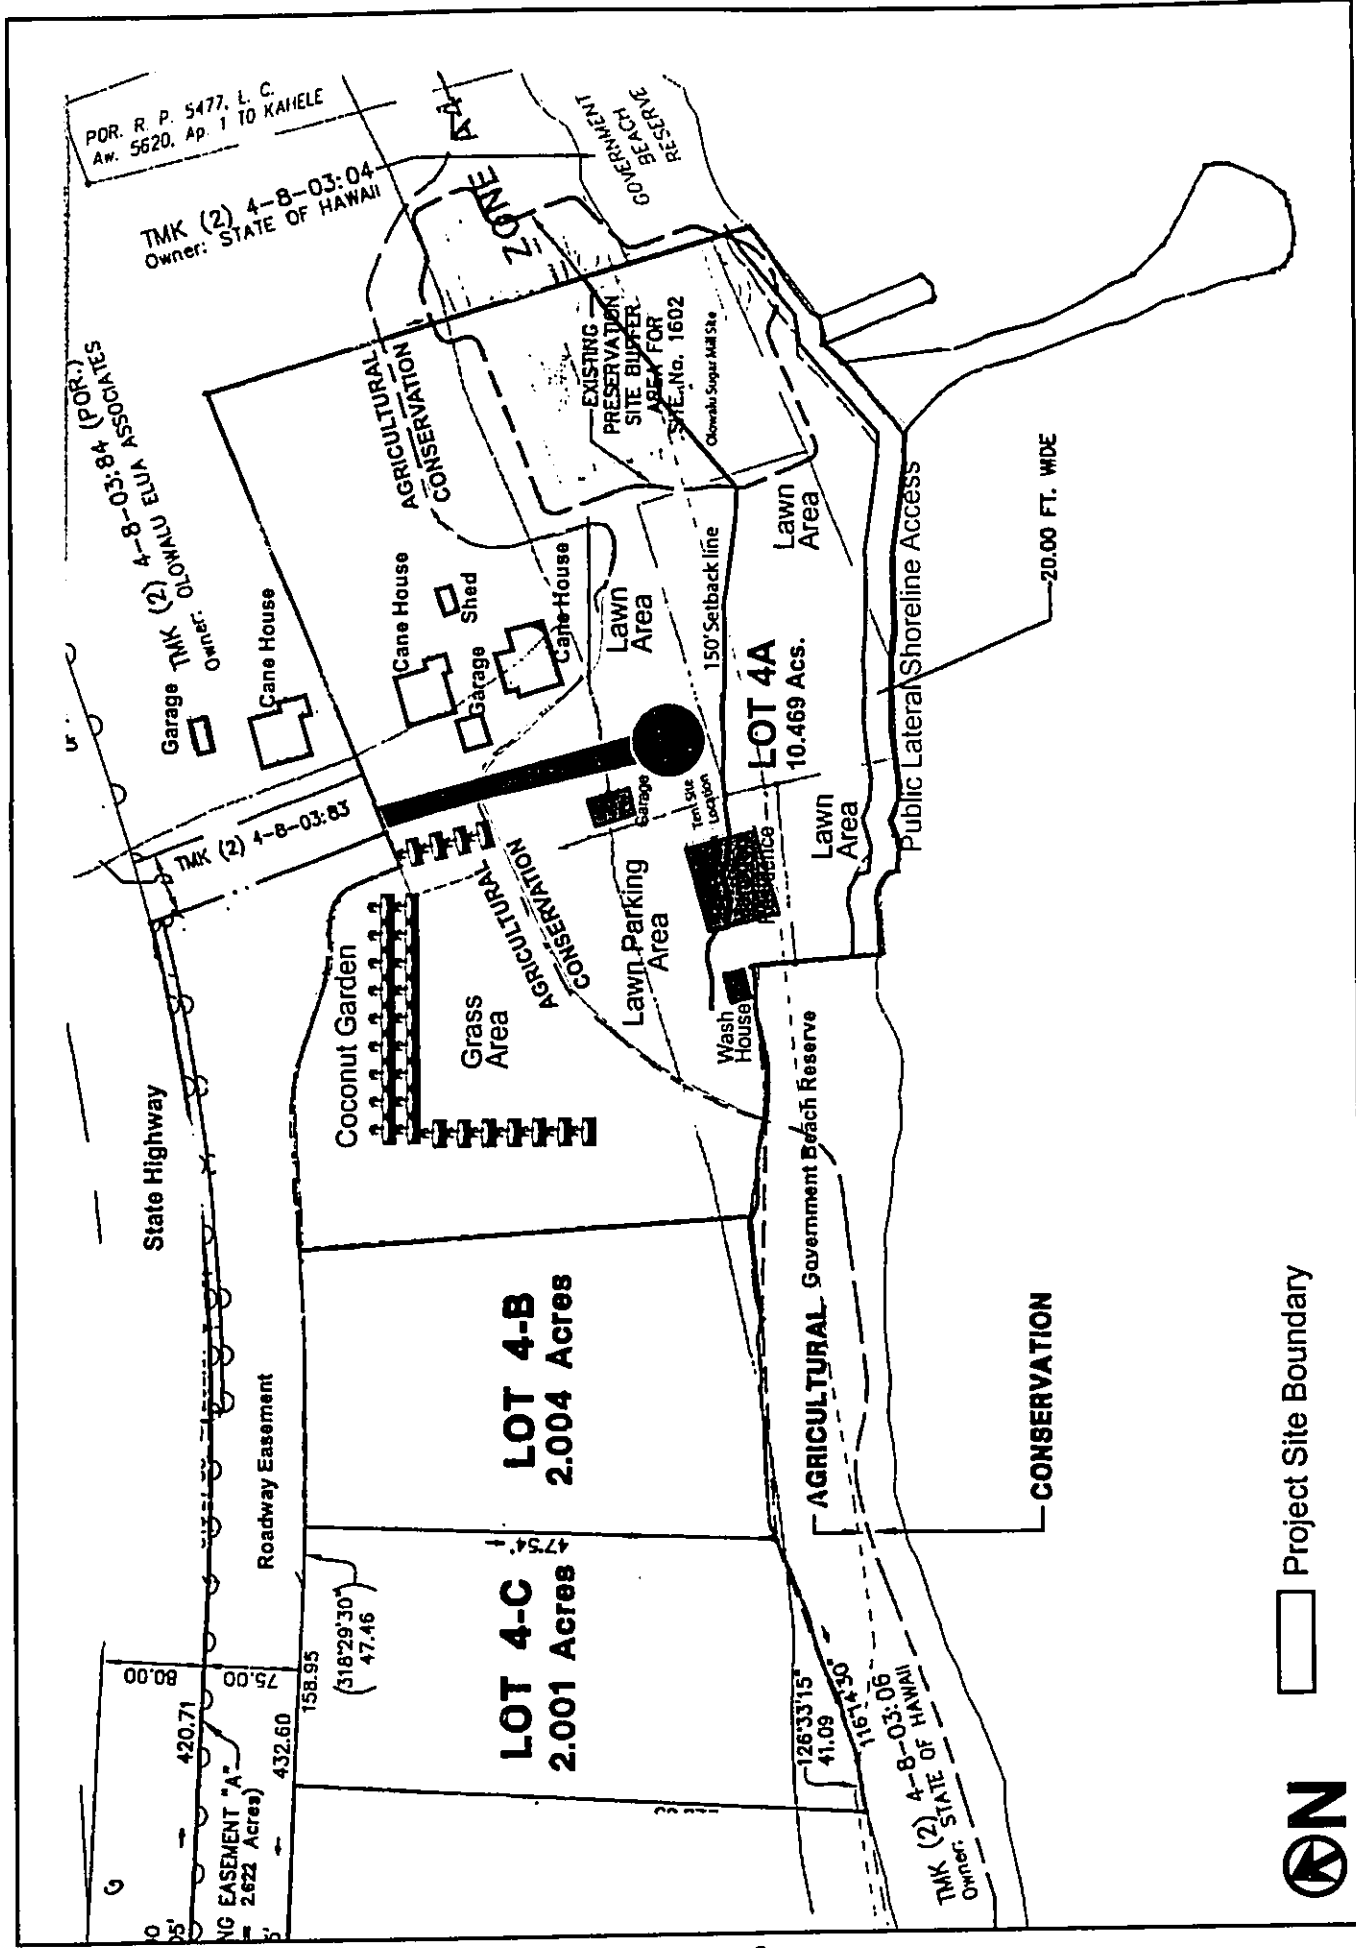 POR. R. P. 5477, L. C.
Aw. 5620, Ap. 1 TO KAHELE
TMK (2) 4-8-03:04
Owner: STATE OF HAWAII
ZONE AA
GOVERNMENT
BEACH
RESERVE
TMK (2) 4-8-03:84 (POR.)
Owner: OLOWALU ELUA ASSOCIATES
AGRICULTURAL
CONSERVATION
EXISTING
PRESERVATION
SITE BUFFER
AREA FOR
SITE No. 1602
Olowalu Sugar Mill Site
Garage
Cane House
Cane House
Shed
Garage
Cane House
Lawn
Area
150' Setback line
Lawn
Area
LOT 4A
10.469 Acs.
Public Lateral Shoreline Access
20.00 FT. WIDE
TMK (2) 4-8-03:83
Garage
Tent Site
Location
Residence
Lawn
Area
AGRICULTURAL
CONSERVATION
Lawn Parking
Area
Wash
House
Coconut Garden
Grass
Area
State Highway
Roadway Easement
Government Beach Reserve
LOT 4-B
2.004 Acres
AGRICULTURAL
CONSERVATION
LOT 4-C
2.001 Acres
47'54"
(318°29'30"
47.46)
158.95
80.00
75.00
420.71
432.60
EASEMENT "A"
= 2.622 Acres)
126°33'15"
41.09
116°14'30"
TMK (2) 4-8-03:06
Owner: STATE OF HAWAII
G
Project Site Boundary
N